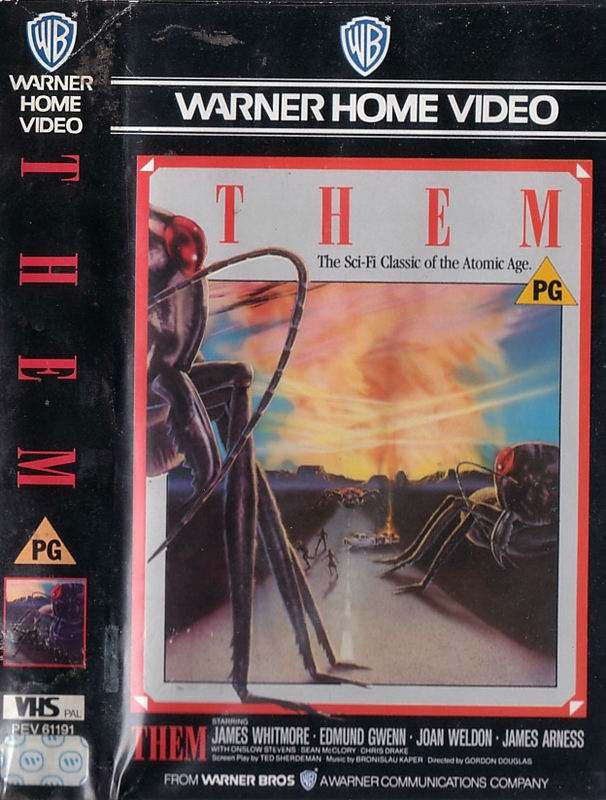 WB
WARNER
HOME
VIDEO
THEM
PG
VHS PAL
PEV 61191
WB
WARNER HOME VIDEO
THEM
The Sci-Fi Classic of the Atomic Age.
PG
THEM
STARRING
JAMES WHITMORE · EDMUND GWENN · JOAN WELDON · JAMES ARNESS
WITH ONSLOW STEVENS SEAN McCLORY CHRIS DRAKE
Screen Play by TED SHERDEMAN Music by BRONISLAU KAPER Directed by GORDON DOUGLAS
FROM WARNER BROS WB A WARNER COMMUNICATIONS COMPANY